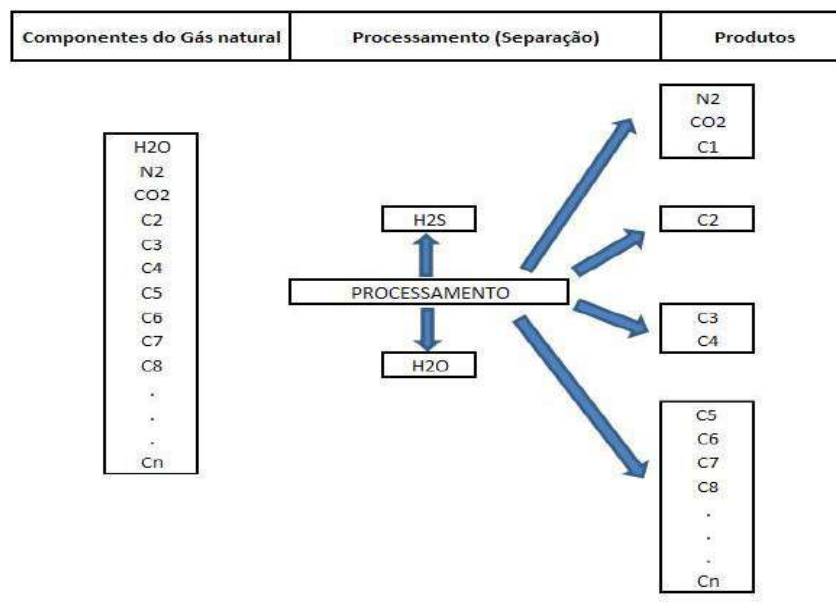 Componentes do Gás natural
Processamento (Separação)
Produtos
H2O
N2
CO2
C2
C3
C4
C5
C6
C7
C8
.
.
.
Cn
H2S
PROCESSAMENTO
H2O
N2
CO2
C1
C2
C3
C4
C5
C6
C7
C8
.
.
.
Cn